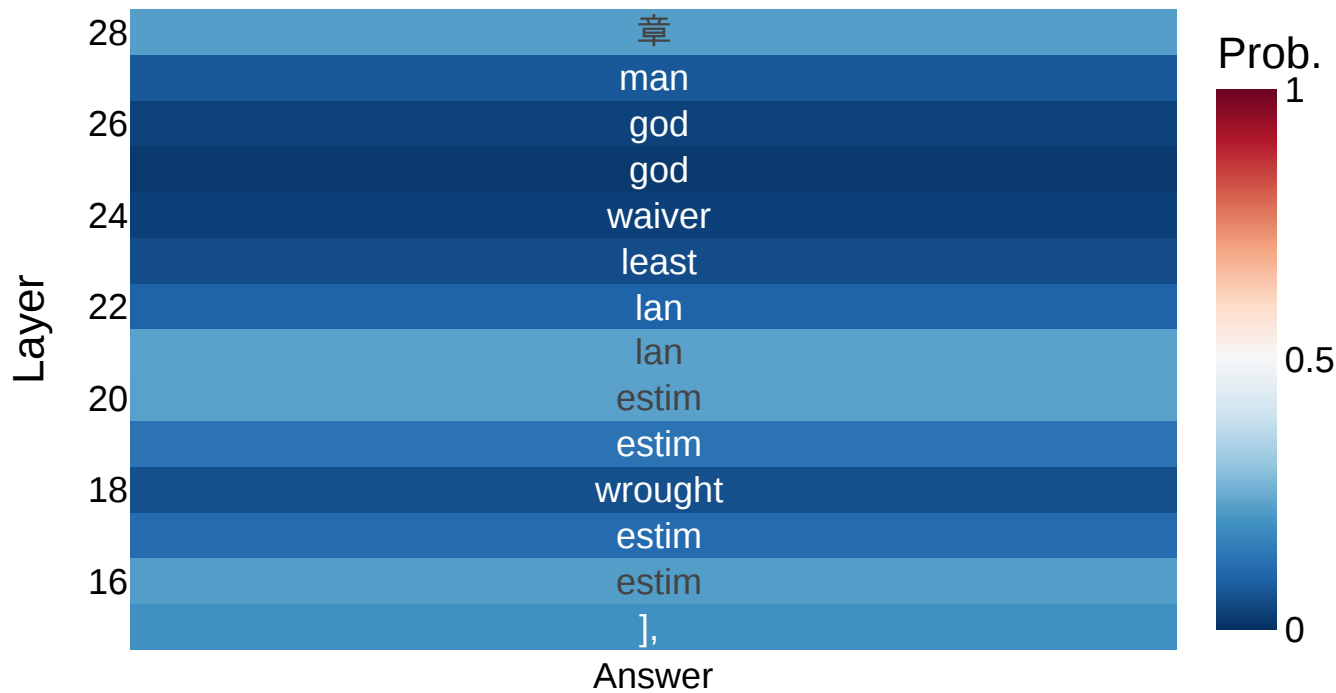 28 章
Prob.
man
1
26 god
god
24 waiver
least
Layer
22 lan
lan
0.5
20 estim
estim
18 wrought
estim
16 estim
0
],
Answer